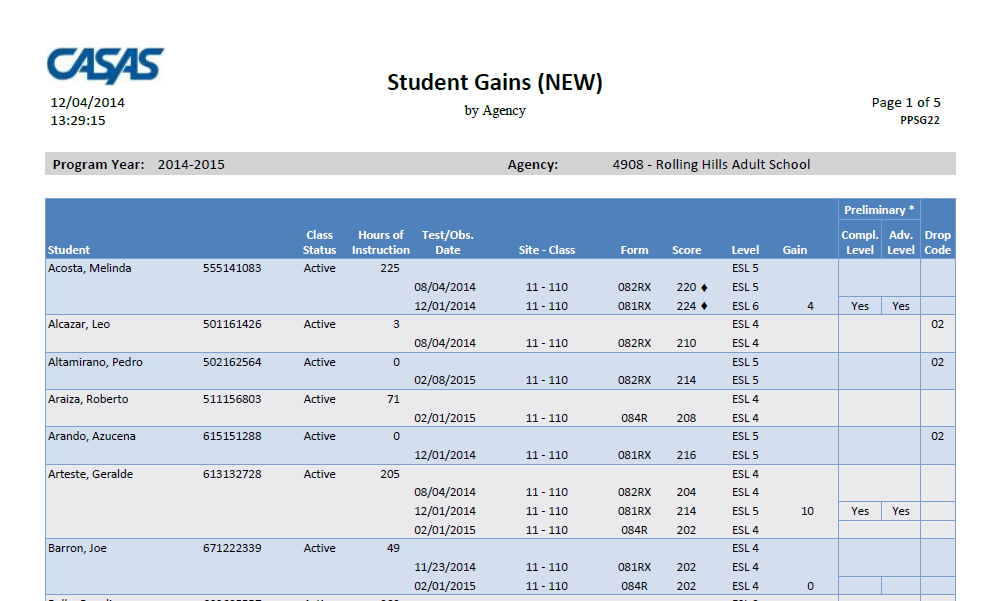 CASAS
12/04/2014
13:29:15
Student Gains (NEW)
by Agency
Page 1 of 5
PPSG22
Program Year: 2014-2015 Agency: 4908 - Rolling Hills Adult School
Preliminary *
Student Class Status Hours of Instruction Test/Obs. Date Site - Class Form Score Level Gain Compl. Level Adv. Level Drop Code
Acosta, Melinda 555141083 Active 225 ESL 5
08/04/2014 11 - 110 082RX 220 ♦ ESL 5
12/01/2014 11 - 110 081RX 224 ♦ ESL 6 4 Yes Yes
Alcazar, Leo 501161426 Active 3 ESL 4 02
08/04/2014 11 - 110 082RX 210 ESL 4
Altamirano, Pedro 502162564 Active 0 ESL 5 02
02/08/2015 11 - 110 082RX 214 ESL 5
Araiza, Roberto 511156803 Active 71 ESL 4
02/01/2015 11 - 110 084R 208 ESL 4
Arando, Azucena 615151288 Active 0 ESL 5 02
12/01/2014 11 - 110 081RX 216 ESL 5
Arteste, Geralde 613132728 Active 205 ESL 4
08/04/2014 11 - 110 082RX 204 ESL 4
12/01/2014 11 - 110 081RX 214 ESL 5 10 Yes Yes
02/01/2015 11 - 110 084R 202 ESL 4
Barron, Joe 671222339 Active 49 ESL 4
11/23/2014 11 - 110 081RX 202 ESL 4
02/01/2015 11 - 110 084R 202 ESL 4 0